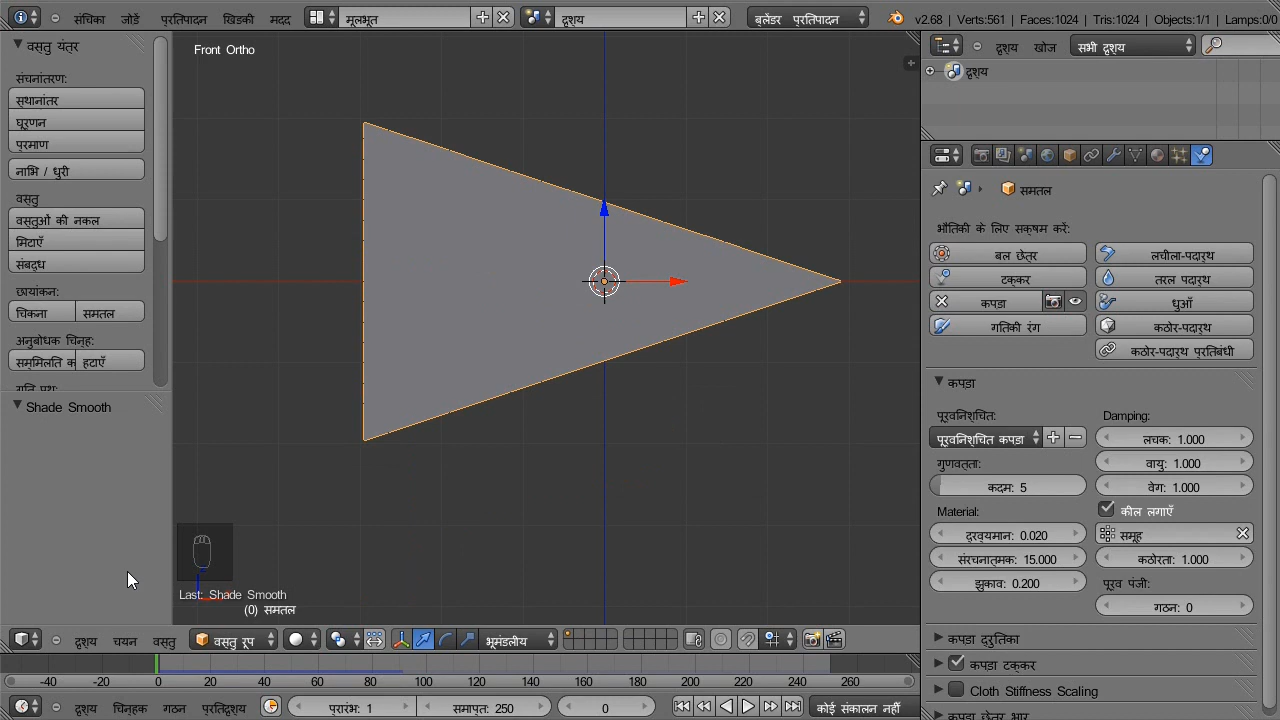 संचिका जोड़ें प्रतिपादन खिडकी मदद मूलभूत दृश्य ब्लेंडर प्रतिपादन v2.68 | Verts:561 | Faces:1024 | Tris:1024 | Objects:1/1 | Lamps:0/0
वस्तु यंत्र
संचनांतरण:
स्थानांतर
घूर्णन
प्रमाण
नाभि / धुरी
वस्तु
वस्तुओं की नकल
मिटाएँ
संबद्ध
छायांकन:
चिकना समतल
अनुबोधक चिन्ह:
सम्मिलति क हटाएँ
गति पथ:
Shade Smooth
Front Ortho
Last: Shade Smooth
(0) समतल
दृश्य खोज सभी दृश्य
दृश्य
समतल
भौतिकी के लिए सक्षम करें:
बल छेत्र लचीला-पदार्थ
टक्कर तरल पदार्थ
कपडा धुआँ
गतिकी रंग कठोर-पदार्थ
कठोर-पदार्थ प्रतिबंधी
कपडा
पूर्वनिश्चित: Damping:
पूर्वनिश्चित कपडा लचक: 1.000
गुणवत्ता: वायु: 1.000
कदम: 5 वेग: 1.000
Material: कील लगाएँ
द्रव्यमान: 0.020 समूह
संरचनात्मक: 15.000 कठोरता: 1.000
झुकाव: 0.200 पूर्व पंजी:
गठन: 0
कपडा द्रुतिका
कपडा टक्कर
Cloth Stiffness Scaling
कपडा छेत्र भार
दृश्य चयन वस्तु वस्तु रूप भूमंडलीय
-40 -20 0 20 40 60 80 100 120 140 160 180 200 220 240 260
दृश्य चिन्हक गठन प्रतिदृश्य प्रारंभ: 1 समाप्त: 250 0 कोई संकालन नहीं